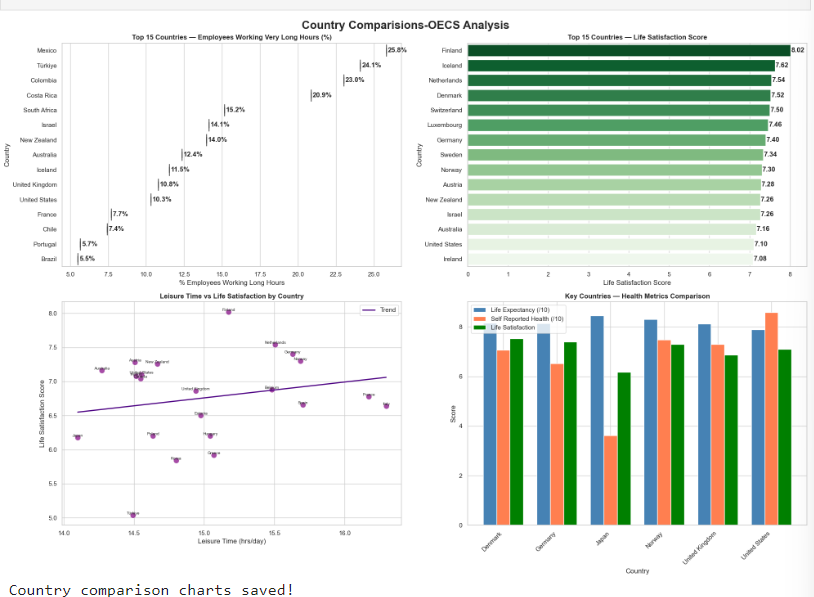 Country Comparisions-OECS Analysis
Top 15 Countries — Employees Working Very Long Hours (%)
Country
Mexico
25.8%
Türkiye
24.1%
Colombia
23.0%
Costa Rica
20.9%
South Africa
15.2%
Israel
14.1%
New Zealand
14.0%
Australia
12.4%
Iceland
11.5%
United Kingdom
10.8%
United States
10.3%
France
7.7%
Chile
7.4%
Portugal
5.7%
Brazil
5.5%
5.0 7.5 10.0 12.5 15.0 17.5 20.0 22.5 25.0
% Employees Working Long Hours
Top 15 Countries — Life Satisfaction Score
Country
Finland
8.02
Iceland
7.62
Netherlands
7.54
Denmark
7.52
Switzerland
7.50
Luxembourg
7.46
Germany
7.40
Sweden
7.34
Norway
7.30
Austria
7.28
New Zealand
7.26
Israel
7.26
Australia
7.16
United States
7.10
Ireland
7.08
0 1 2 3 4 5 6 7 8
Life Satisfaction Score
Leisure Time vs Life Satisfaction by Country
Trend
Life Satisfaction Score
8.0
7.5
7.0
6.5
6.0
5.5
5.0
Netherlands
Germany
New Zealand
Australia
United Kingdom
14.0 14.5 15.0 15.5 16.0
Leisure Time (hrs/day)
Key Countries — Health Metrics Comparison
Life Expectancy (/10)
Self Reported Health (/10)
Life Satisfaction
Score
8
6
4
2
0
Denmark
Germany
Japan
Norway
United Kingdom
United States
Country
Country comparison charts saved!